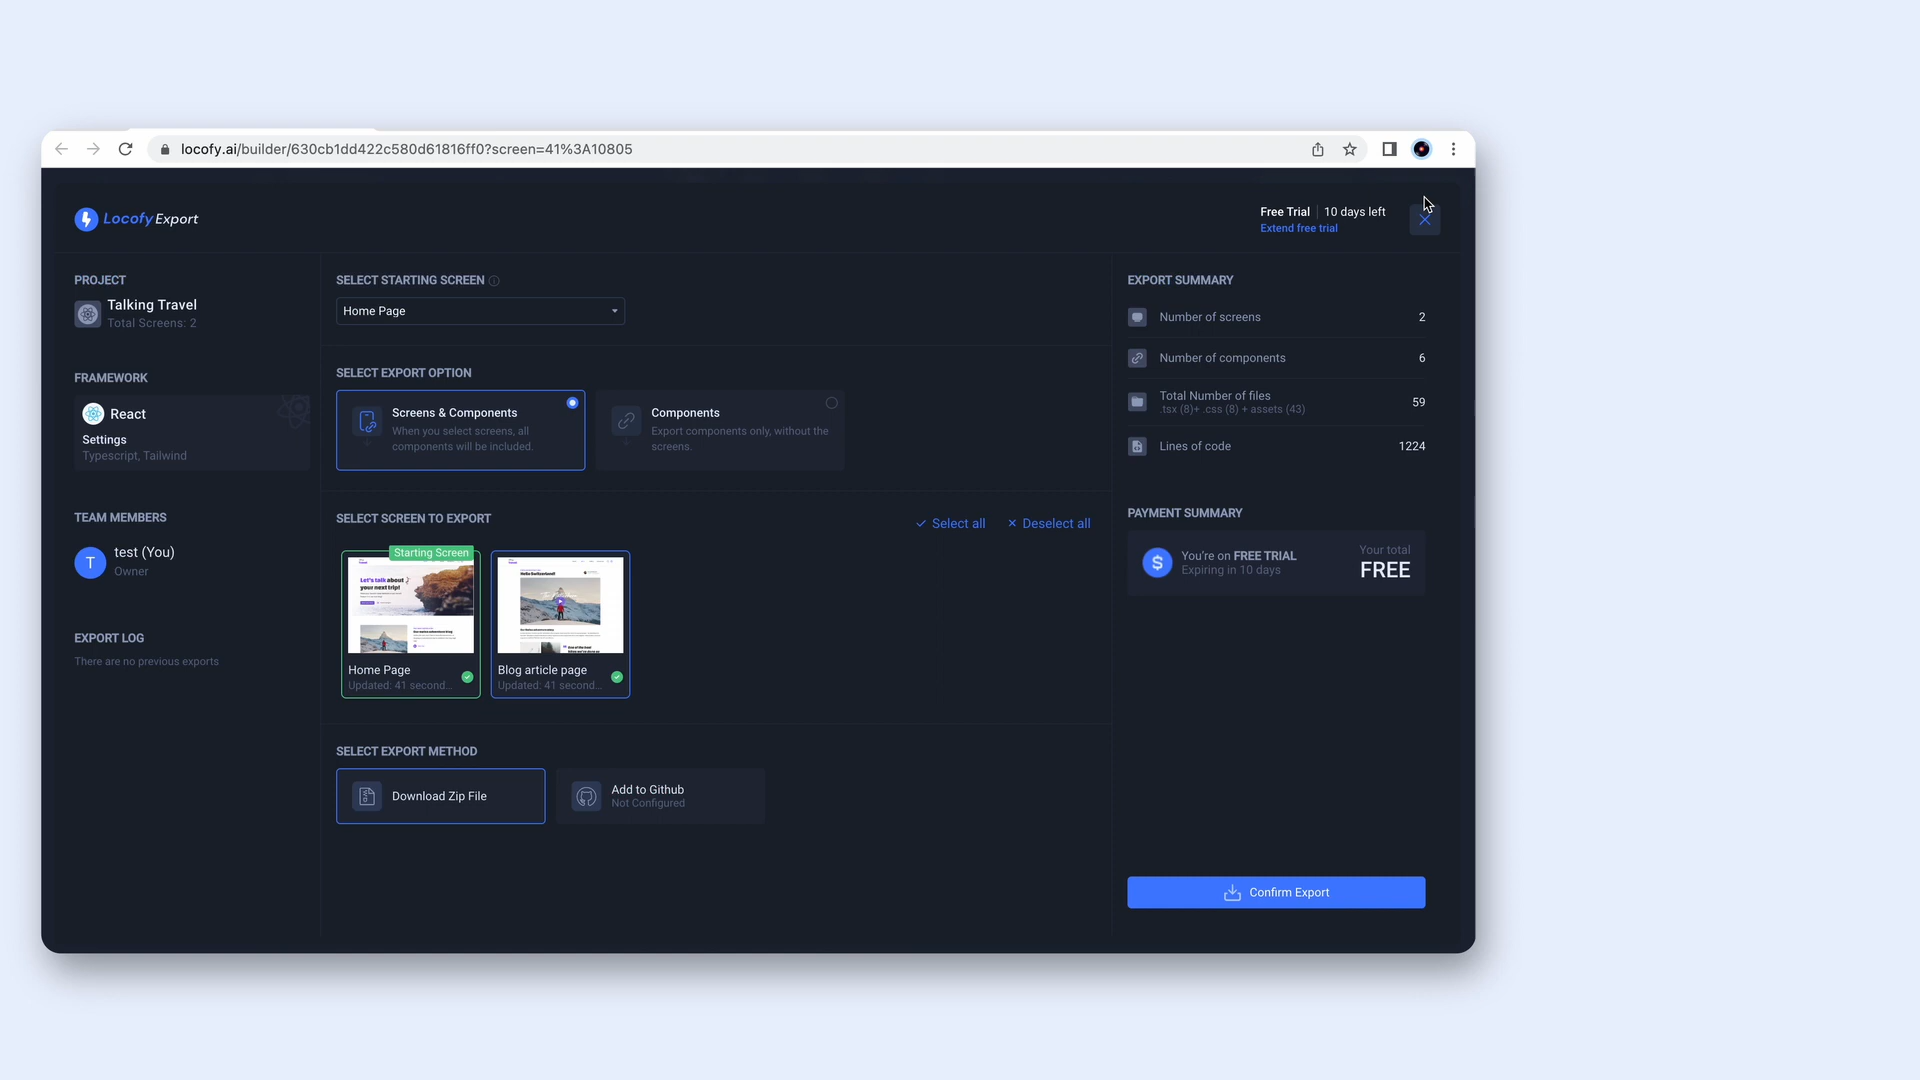 locofy.ai/builder/630cb1dd422c580d61816ff0?screen=41%3A10805
Locofy Export
Free Trial | 10 days left
Extend free trial
PROJECT
Talking Travel
Total Screens: 2
FRAMEWORK
React
Settings
Typescript, Tailwind
TEAM MEMBERS
T
test (You)
Owner
EXPORT LOG
There are no previous exports
SELECT STARTING SCREEN
Home Page
SELECT EXPORT OPTION
Screens & Components
When you select screens, all
components will be included.
Components
Export components only, without the
screens.
SELECT SCREEN TO EXPORT
Select all
Deselect all
Starting Screen
Let's talk about
your next trip!
Home Page
Updated: 41 second...
Hello Switzerland!
Blog article page
Updated: 41 second...
SELECT EXPORT METHOD
Download Zip File
Add to Github
Not Configured
EXPORT SUMMARY
Number of screens 2
Number of components 6
Total Number of files 59
.tsx (8)+ .css (8) + assets (43)
Lines of code 1224
PAYMENT SUMMARY
$
You're on FREE TRIAL
Expiring in 10 days
Your total
FREE
Confirm Export